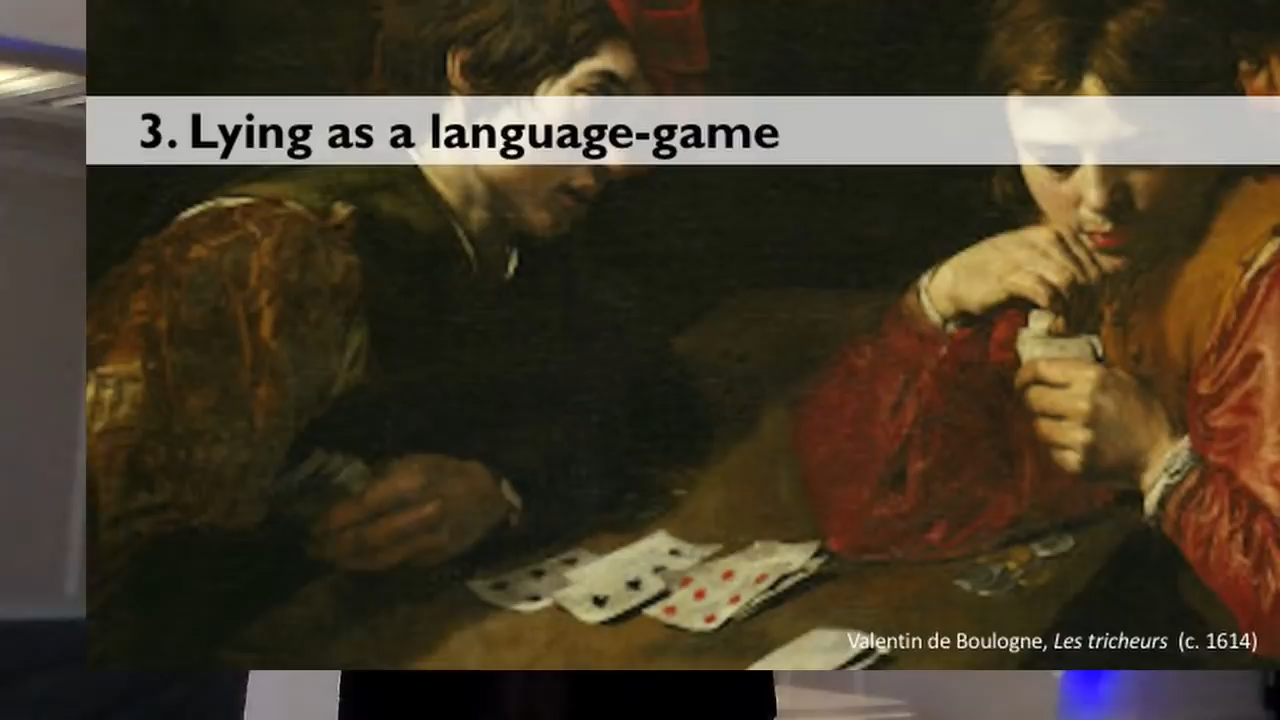 3. Lying as a language-game
Valentin de Boulogne, Les tricheurs (c. 1614)